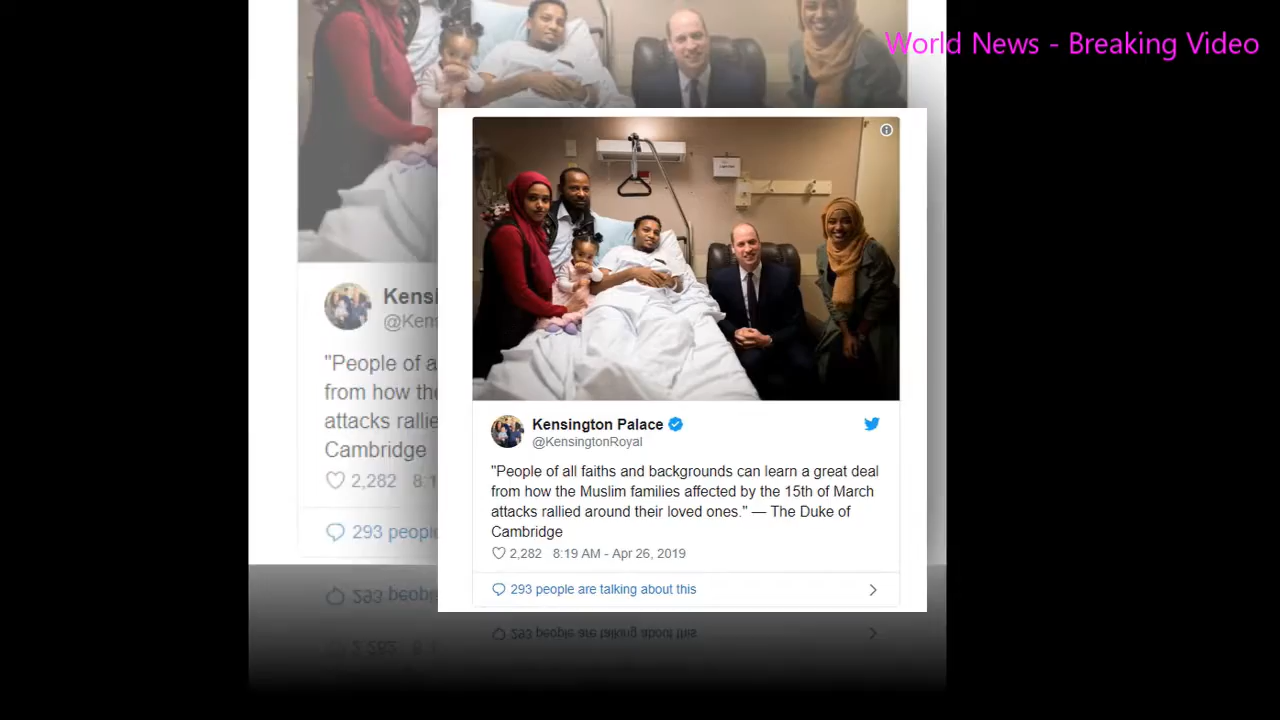 World News - Breaking Video
Kensington Palace
@KensingtonRoyal
"People of all faiths and backgrounds can learn a great deal
from how the Muslim families affected by the 15th of March
attacks rallied around their loved ones." — The Duke of
Cambridge
2,282 8:19 AM - Apr 26, 2019
293 people are talking about this
Kensi
@Ken
"People of a
from how the
attacks rallie
Cambridge
2,282 8:1
293 peopl